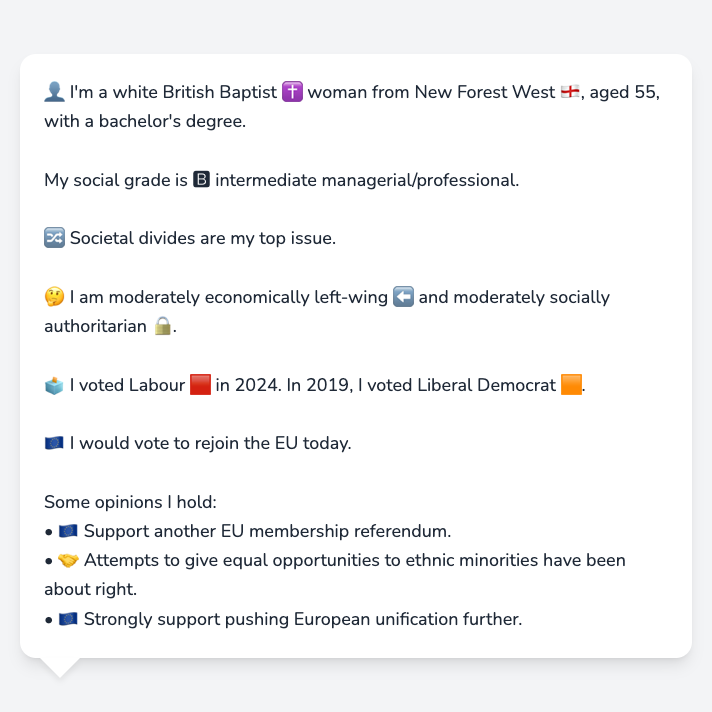 👤 I'm a white British Baptist ✝️ woman from New Forest West 🏴󠁧󠁢󠁥󠁮󠁧󠁿, aged 55,
with a bachelor's degree.
My social grade is 🅱 intermediate managerial/professional.
🔀 Societal divides are my top issue.
🤔 I am moderately economically left-wing ⬅️ and moderately socially
authoritarian 🔒.
🗳️ I voted Labour 🟥 in 2024. In 2019, I voted Liberal Democrat 🟧.
🇪🇺 I would vote to rejoin the EU today.
Some opinions I hold:
• 🇪🇺 Support another EU membership referendum.
• 🤝 Attempts to give equal opportunities to ethnic minorities have been
about right.
• 🇪🇺 Strongly support pushing European unification further.